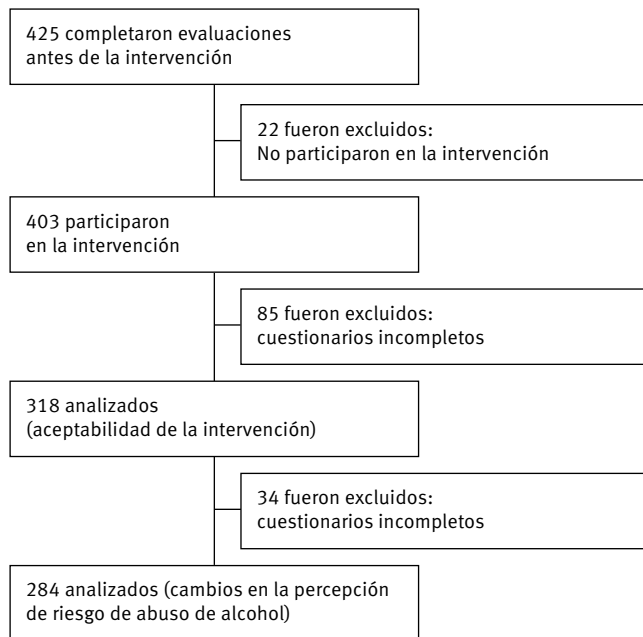 425 completaron evaluaciones
antes de la intervención
22 fueron excluidos:
No participaron en la intervención
403 participaron
en la intervención
85 fueron excluidos:
cuestionarios incompletos
318 analizados
(aceptabilidad de la intervención)
34 fueron excluidos:
cuestionarios incompletos
284 analizados (cambios en la percepción
de riesgo de abuso de alcohol)